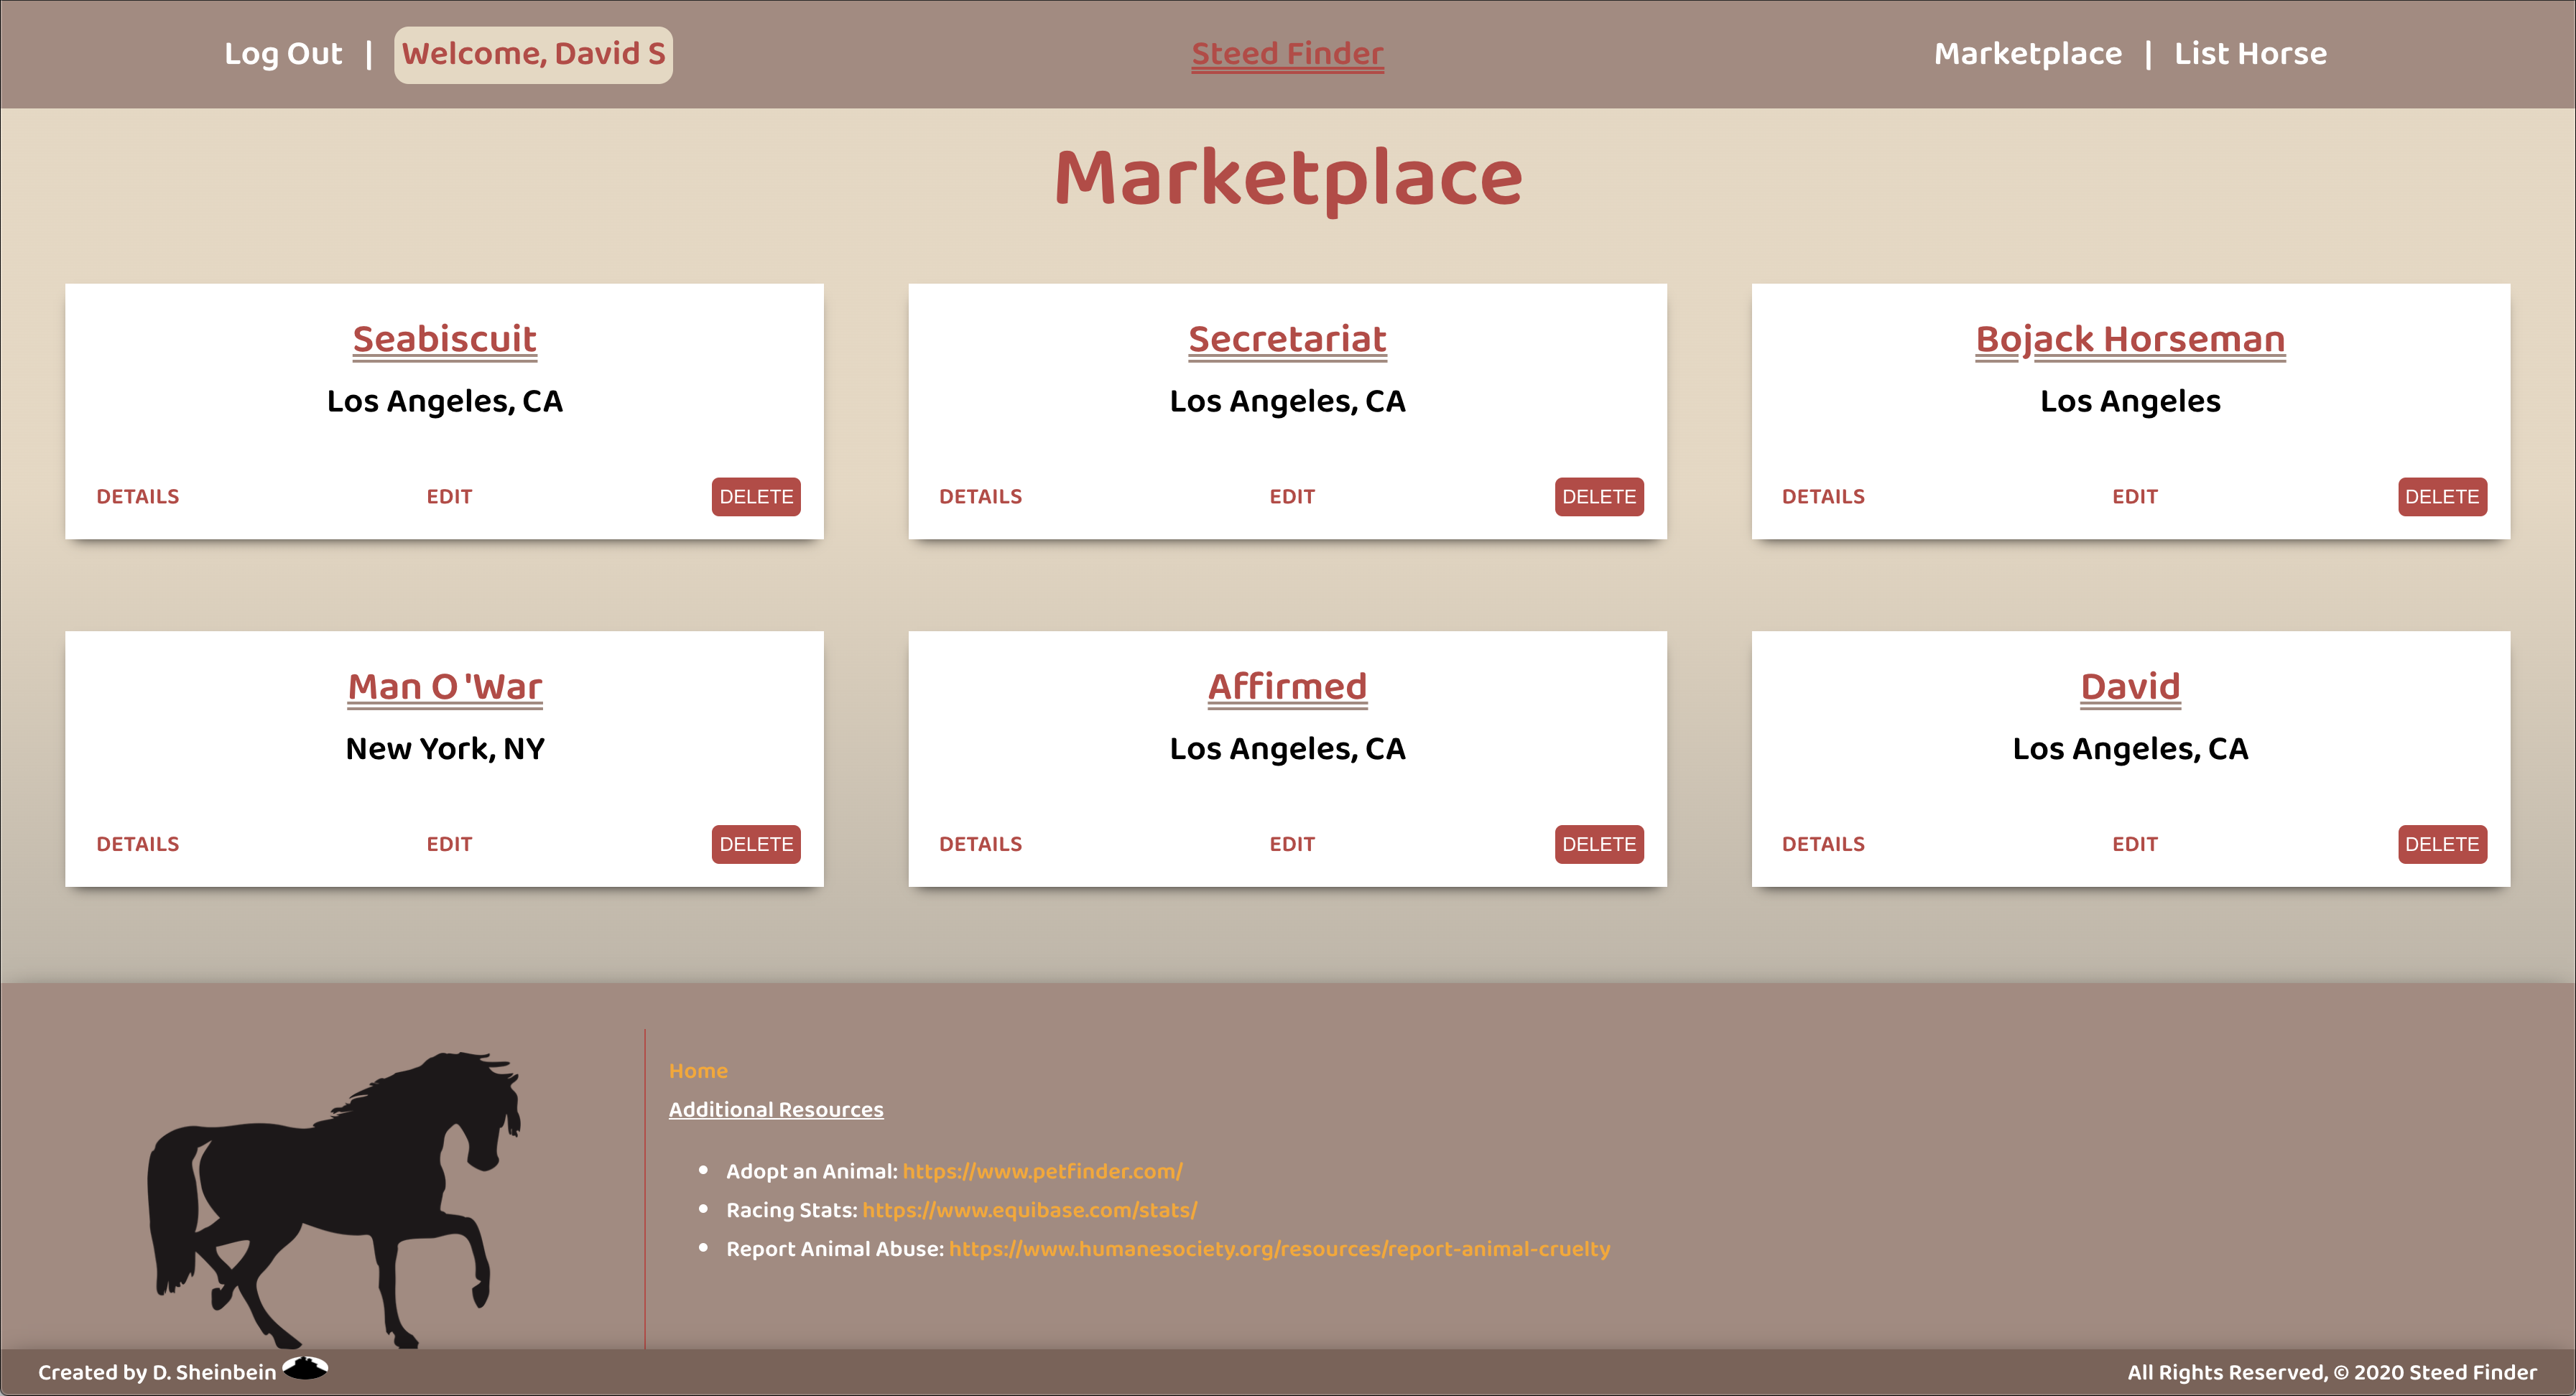 Log Out | Welcome, David S Steed Finder Marketplace | List Horse
Marketplace
Seabiscuit
Los Angeles, CA
DETAILS EDIT DELETE
Secretariat
Los Angeles, CA
DETAILS EDIT DELETE
Bojack Horseman
Los Angeles
DETAILS EDIT DELETE
Man O 'War
New York, NY
DETAILS EDIT DELETE
Affirmed
Los Angeles, CA
DETAILS EDIT DELETE
David
Los Angeles, CA
DETAILS EDIT DELETE
Home
Additional Resources
• Adopt an Animal: https://www.petfinder.com/
• Racing Stats: https://www.equibase.com/stats/
• Report Animal Abuse: https://www.humanesociety.org/resources/report-animal-cruelty
Created by D. Sheinbein All Rights Reserved, © 2020 Steed Finder